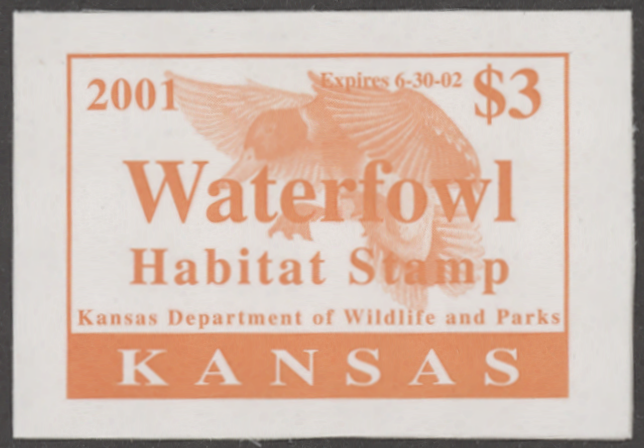 2001 Expires 6-30-02 $3
Waterfowl
Habitat Stamp
Kansas Department of Wildlife and Parks
KANSAS